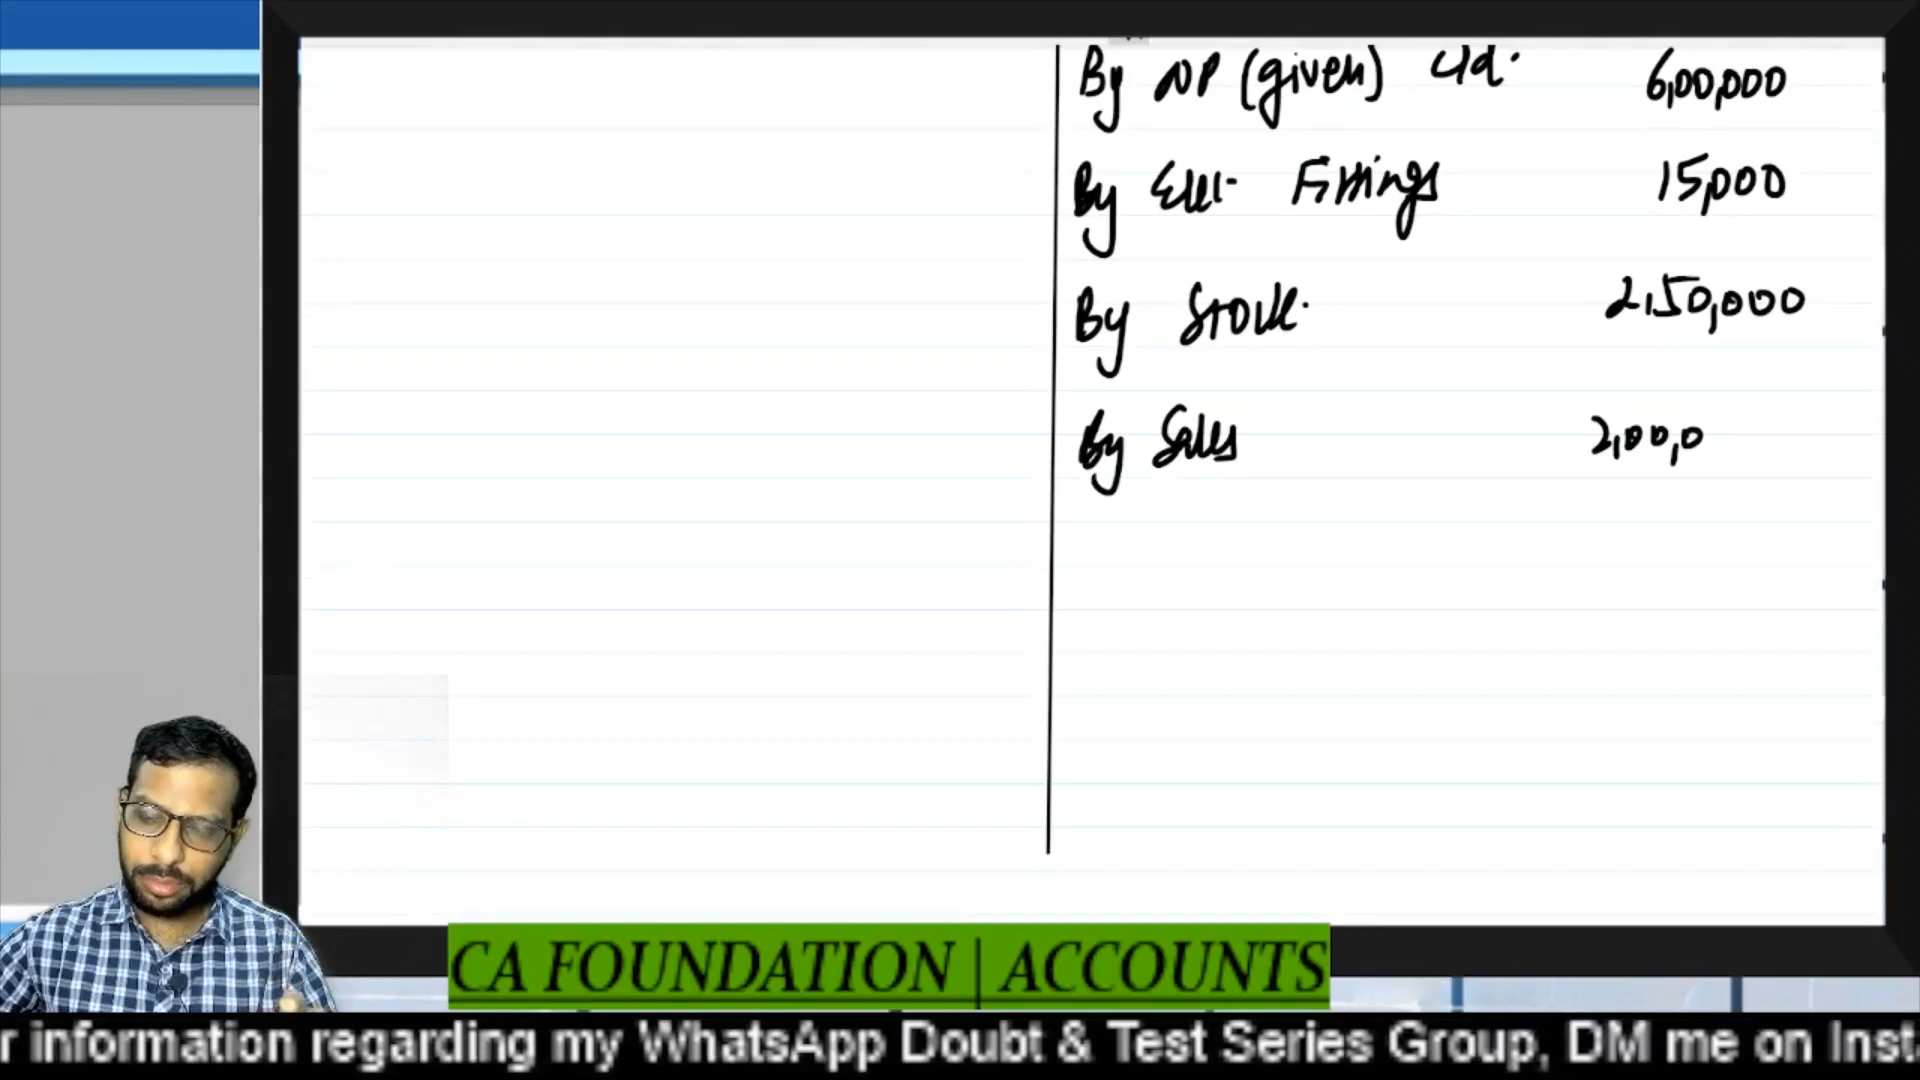 By NP (given) c/d. 6,00,000
By Elec. Fittings 15,000
By Stock. 2,50,000
By Sales 2,00,0
CA FOUNDATION | ACCOUNTS
r information regarding my WhatsApp Doubt & Test Series Group, DM me on Inst